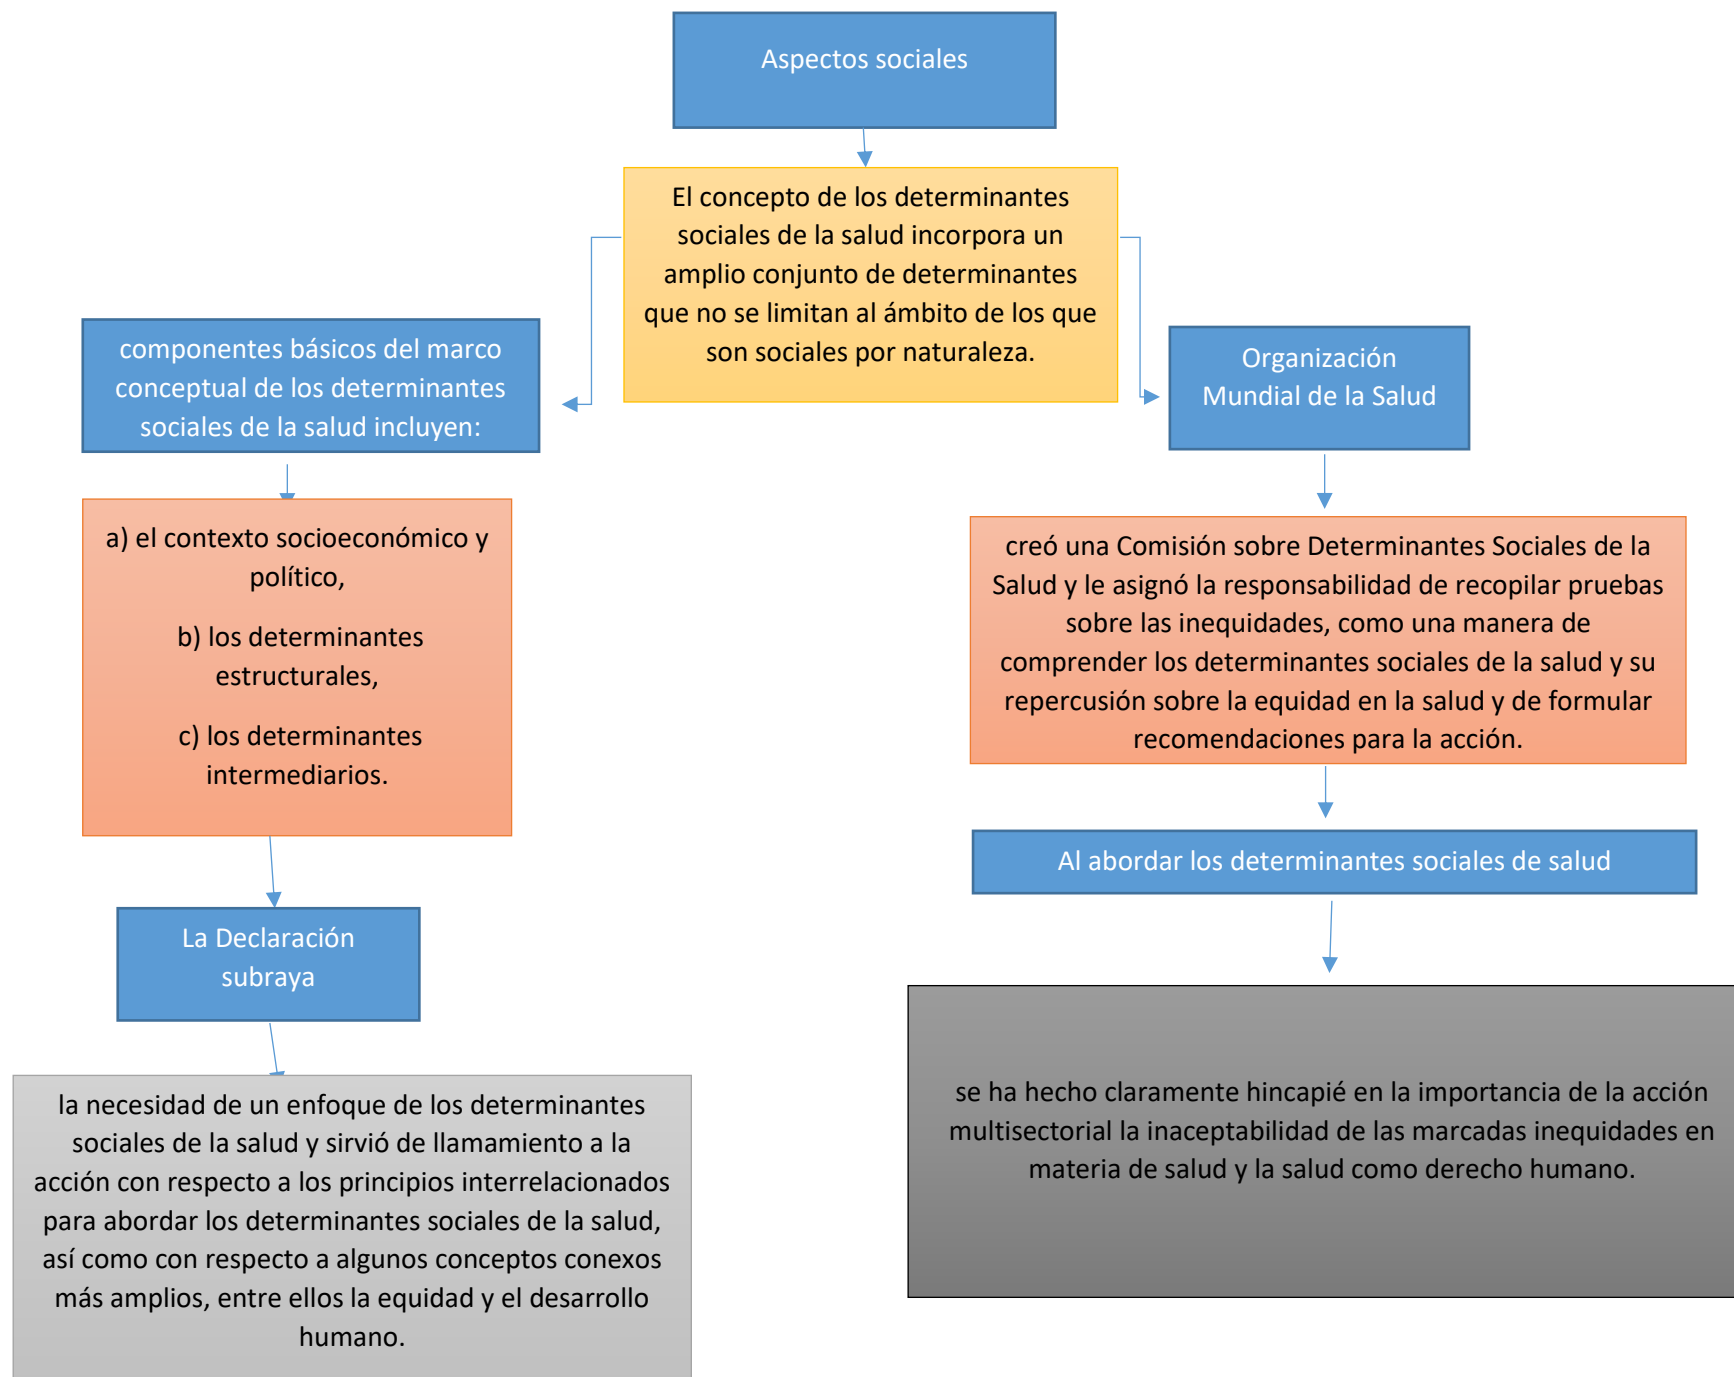 Aspectos sociales
El concepto de los determinantes
sociales de la salud incorpora un
amplio conjunto de determinantes
que no se limitan al ámbito de los que
son sociales por naturaleza.
componentes básicos del marco
conceptual de los determinantes
sociales de la salud incluyen:
a) el contexto socioeconómico y
político,
b) los determinantes
estructurales,
c) los determinantes
intermediarios.
La Declaración
subraya
la necesidad de un enfoque de los determinantes
sociales de la salud y sirvió de llamamiento a la
acción con respecto a los principios interrelacionados
para abordar los determinantes sociales de la salud,
así como con respecto a algunos conceptos conexos
más amplios, entre ellos la equidad y el desarrollo
humano.
Organización
Mundial de la Salud
creó una Comisión sobre Determinantes Sociales de la
Salud y le asignó la responsabilidad de recopilar pruebas
sobre las inequidades, como una manera de
comprender los determinantes sociales de la salud y su
repercusión sobre la equidad en la salud y de formular
recomendaciones para la acción.
Al abordar los determinantes sociales de salud
se ha hecho claramente hincapié en la importancia de la acción
multisectorial la inaceptabilidad de las marcadas inequidades en
materia de salud y la salud como derecho humano.